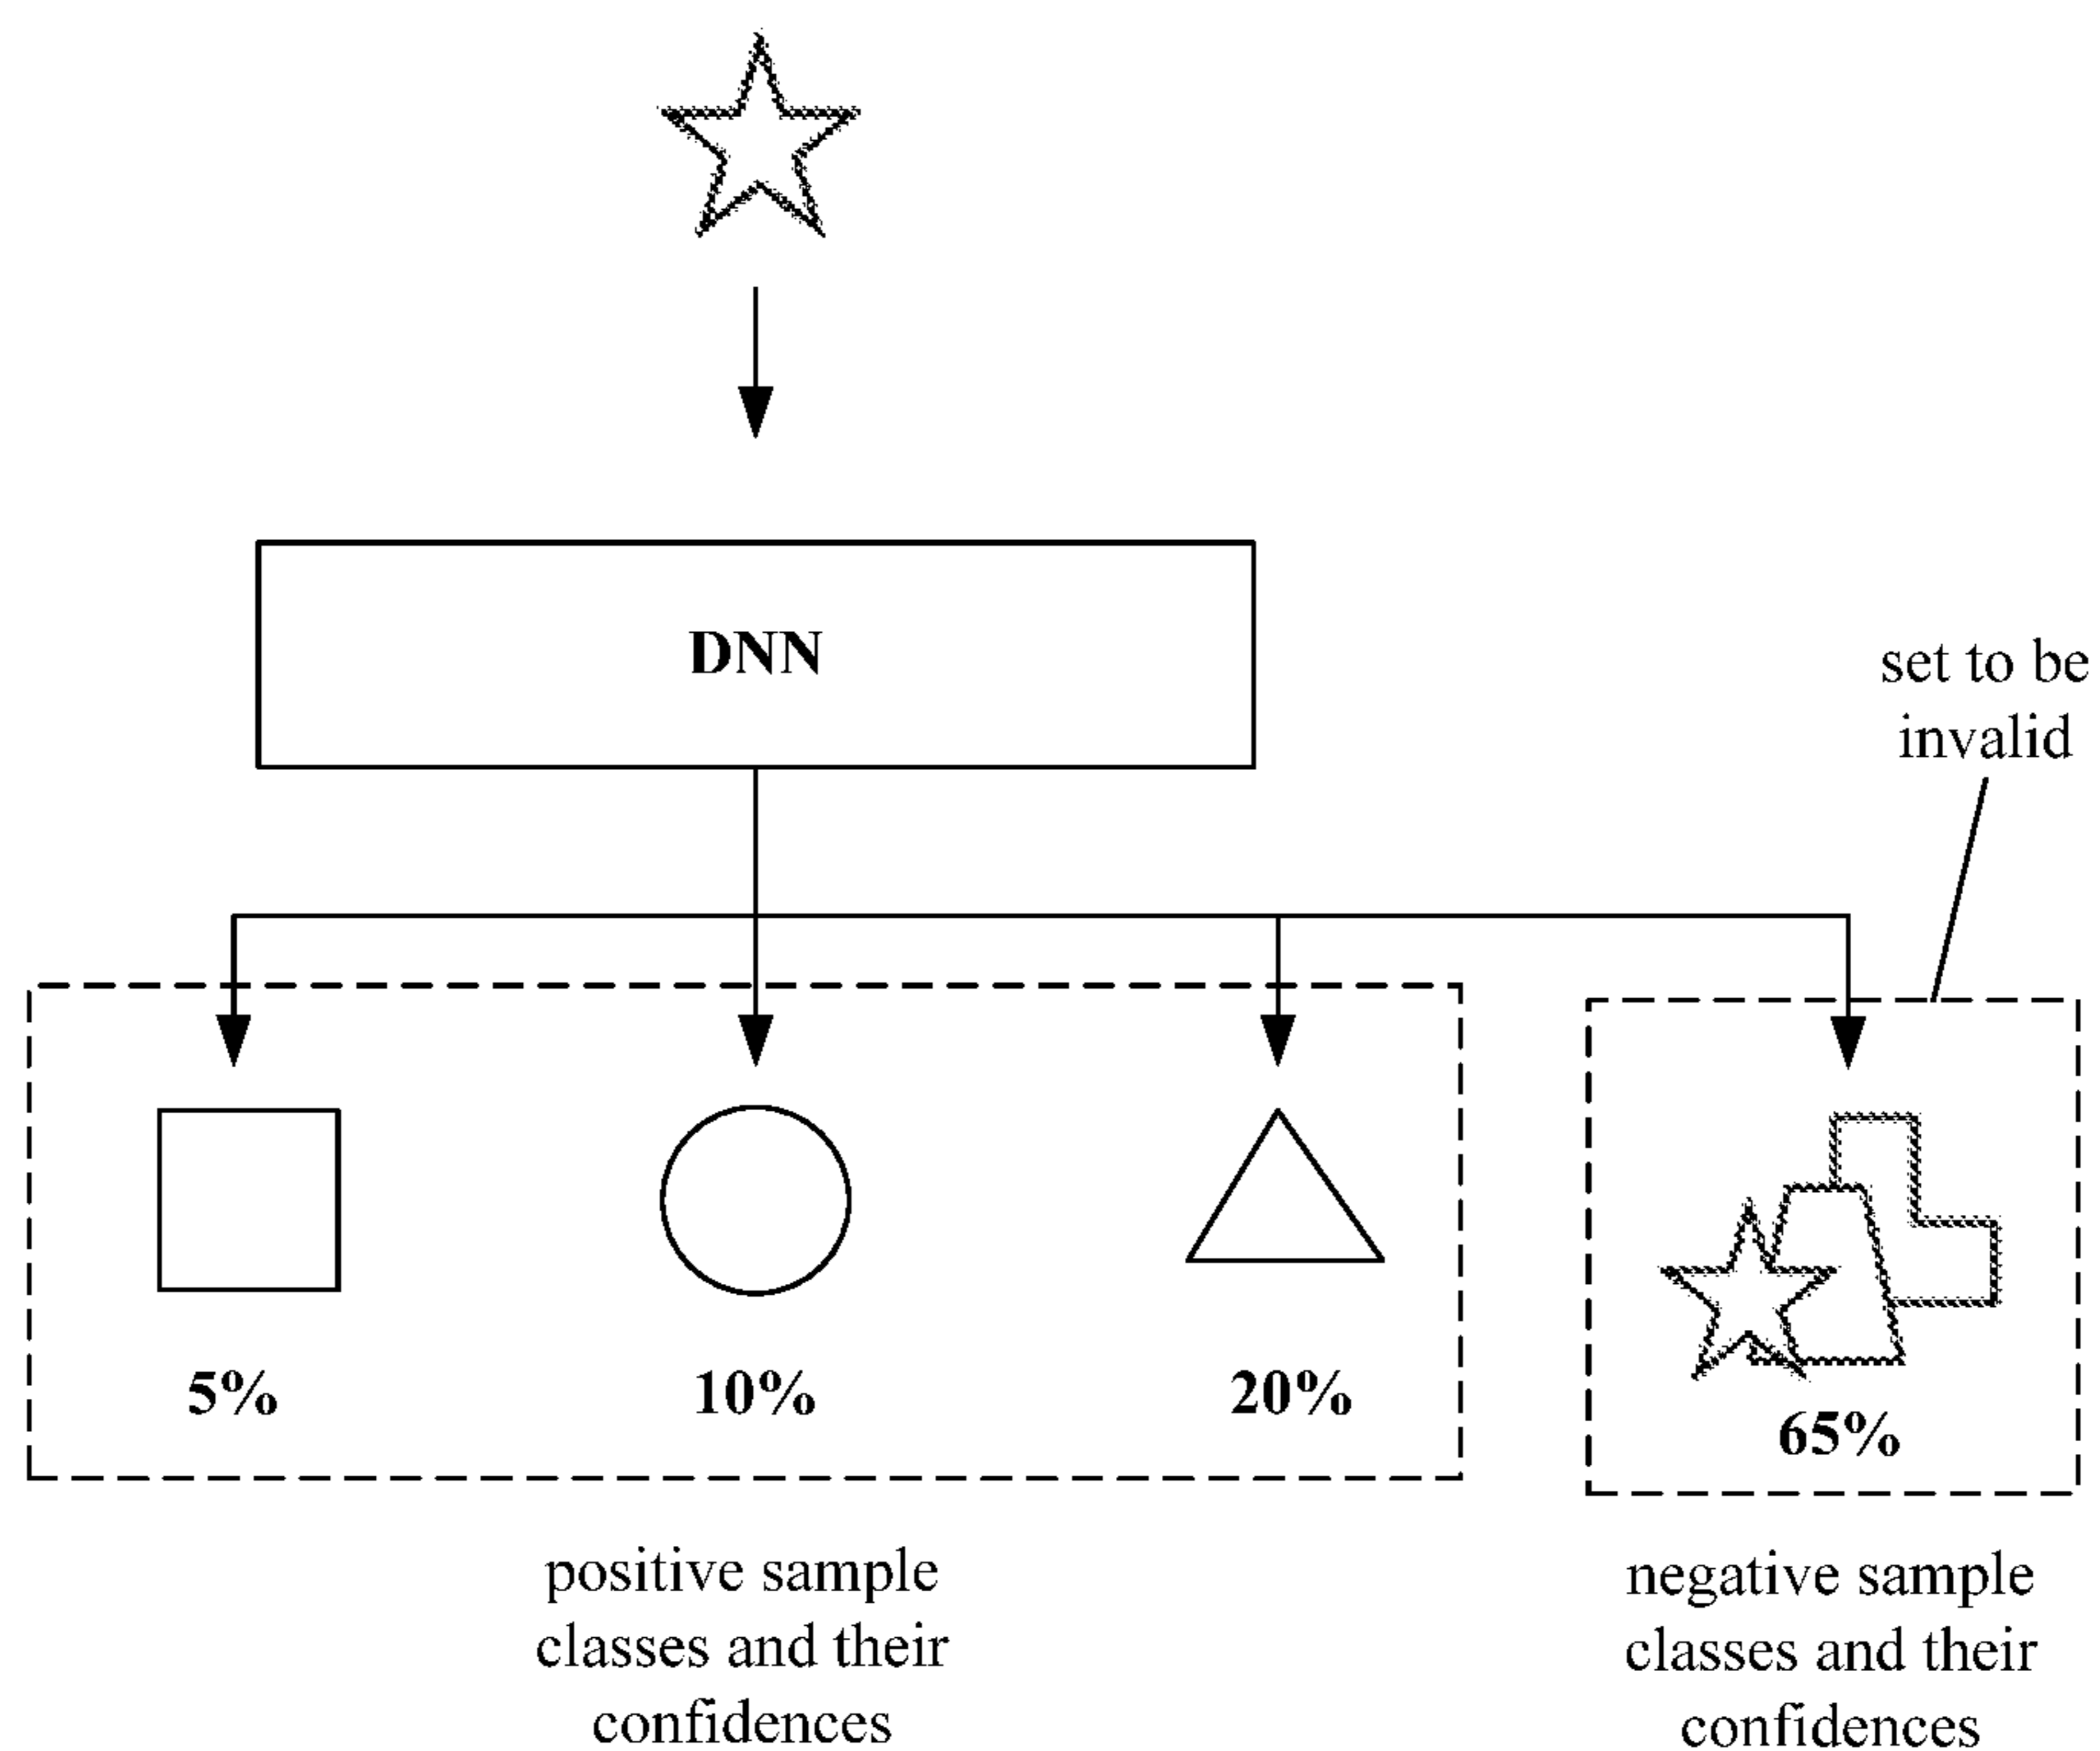 DNN
set to be
invalid
5%
10%
20%
65%
positive sample
classes and their
confidences
negative sample
classes and their
confidences